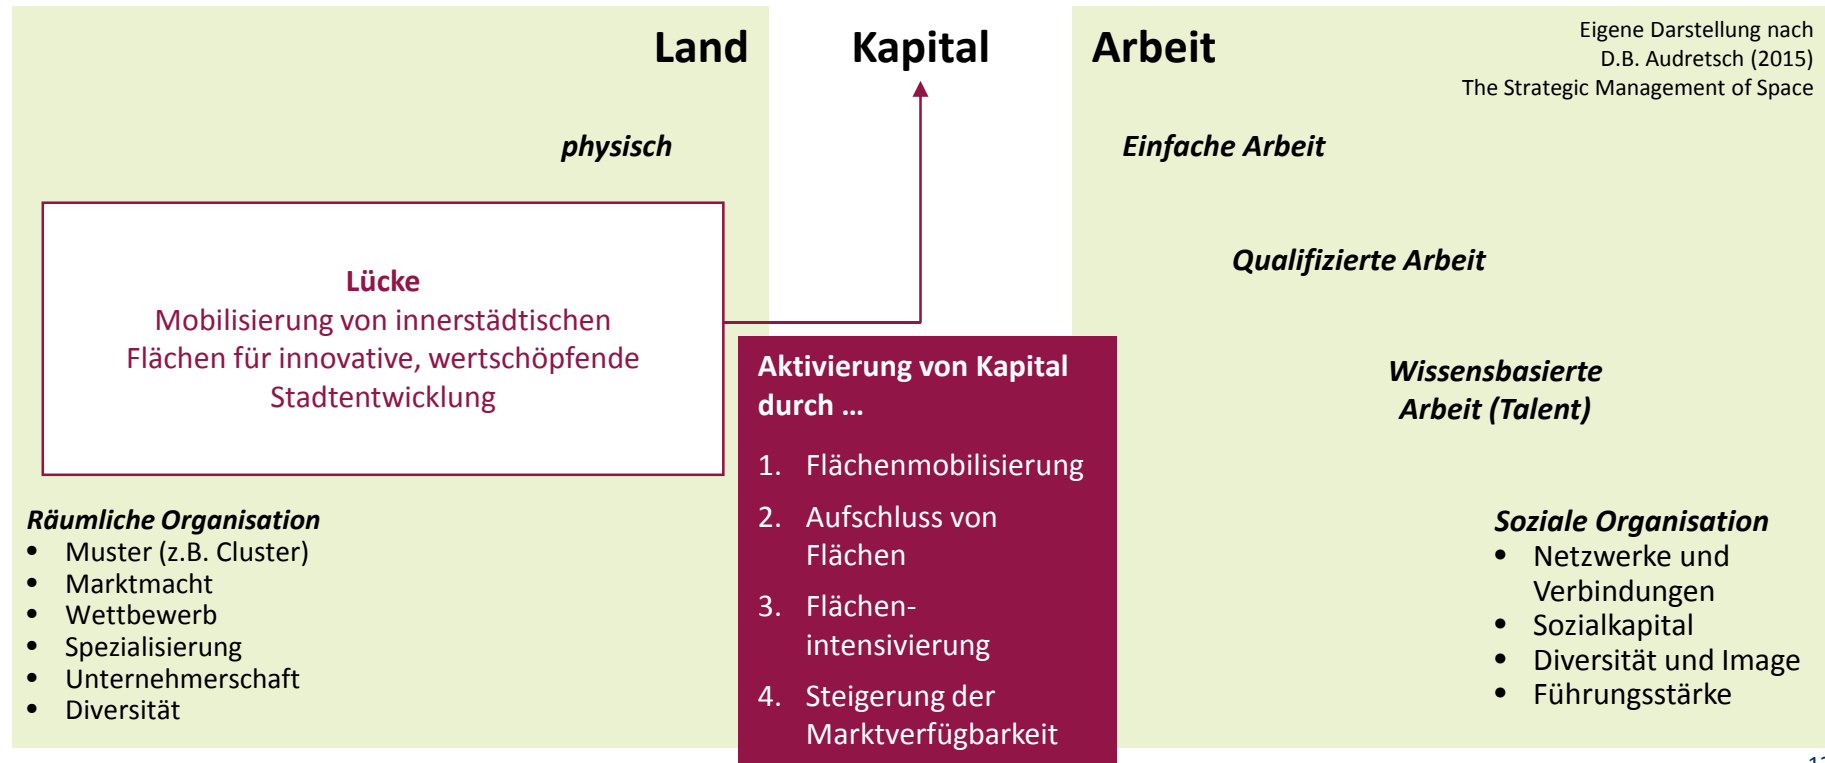 Land
Kapital
Arbeit
Eigene Darstellung nach
D.B. Audretsch (2015)
The Strategic Management of Space
physisch
Einfache Arbeit
Qualifizierte Arbeit
Lücke
Mobilisierung von innerstädtischen
Flächen für innovative, wertschöpfende
Stadtentwicklung
Aktivierung von Kapital
durch …
1. Flächenmobilisierung
2. Aufschluss von
Flächen
3. Flächen-
intensivierung
4. Steigerung der
Marktverfügbarkeit
Wissensbasierte
Arbeit (Talent)
Räumliche Organisation
• Muster (z.B. Cluster)
• Marktmacht
• Wettbewerb
• Spezialisierung
• Unternehmerschaft
• Diversität
Soziale Organisation
• Netzwerke und
Verbindungen
• Sozialkapital
• Diversität und Image
• Führungsstärke